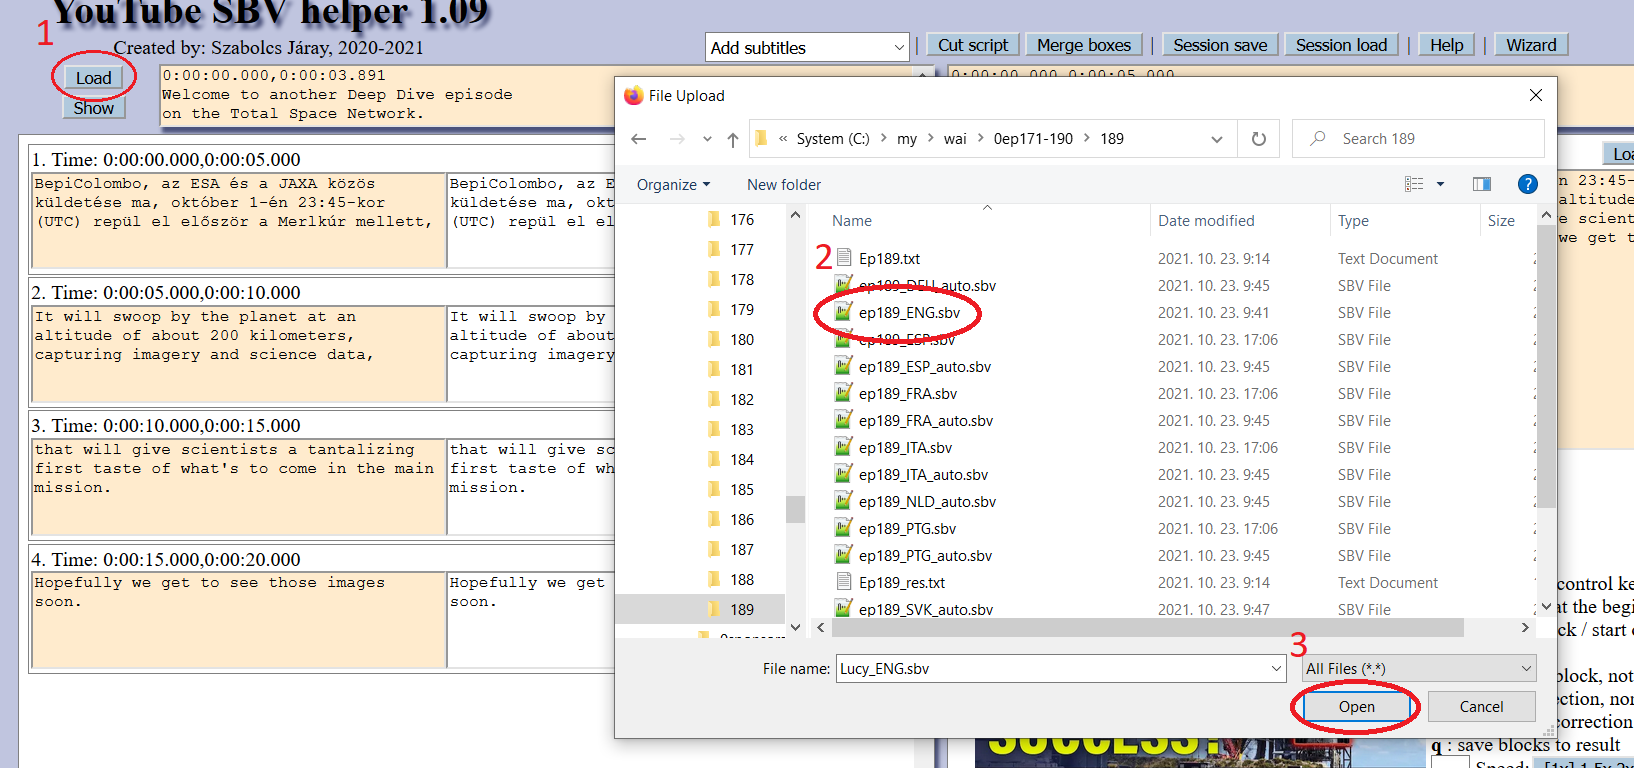 YouTube SBV helper 1.09
1
Created by: Szabolcs Járay, 2020-2021
Add subtitles
Cut script
Merge boxes
Session save
Session load
Help
Wizard
Load
Show
0:00:00.000,0:00:03.891
Welcome to another Deep Dive episode
on the Total Space Network.
0:00:00.000,0:00:05.000
1. Time: 0:00:00.000,0:00:05.000
BepiColombo, az ESA és a JAXA közös
küldetése ma, október 1-én 23:45-kor
(UTC) repül el először a Merlkúr mellett,
BepiColombo, az E
küldetése ma, okt
(UTC) repül el el
2. Time: 0:00:05.000,0:00:10.000
It will swoop by the planet at an
altitude of about 200 kilometers,
capturing imagery and science data,
It will swoop by
altitude of about
capturing imagery
3. Time: 0:00:10.000,0:00:15.000
that will give scientists a tantalizing
first taste of what's to come in the main
mission.
that will give sc
first taste of wh
mission.
4. Time: 0:00:15.000,0:00:20.000
Hopefully we get to see those images
soon.
Hopefully we get
soon.
File Upload
« System (C:) > my > wai > 0ep171-190 > 189
Search 189
Organize
New folder
?
176
177
178
179
180
181
182
183
184
185
186
187
188
189
Name Date modified Type Size
2
Ep189.txt 2021. 10. 23. 9:14 Text Document
ep189_DEU_auto.sbv 2021. 10. 23. 9:45 SBV File
ep189_ENG.sbv 2021. 10. 23. 9:41 SBV File
ep189_ESP.sbv 2021. 10. 23. 17:06 SBV File
ep189_ESP_auto.sbv 2021. 10. 23. 9:45 SBV File
ep189_FRA.sbv 2021. 10. 23. 17:06 SBV File
ep189_FRA_auto.sbv 2021. 10. 23. 9:45 SBV File
ep189_ITA.sbv 2021. 10. 23. 17:06 SBV File
ep189_ITA_auto.sbv 2021. 10. 23. 9:45 SBV File
ep189_NLD_auto.sbv 2021. 10. 23. 9:45 SBV File
ep189_PTG.sbv 2021. 10. 23. 17:06 SBV File
ep189_PTG_auto.sbv 2021. 10. 23. 9:45 SBV File
Ep189_res.txt 2021. 10. 23. 9:14 Text Document
ep189_SVK_auto.sbv 2021. 10. 23. 9:47 SBV File
3
File name: Lucy_ENG.sbv
All Files (*.*)
Open
Cancel
Loa
n 23:45-
altitude
e scient
we get t
control ke
at the begi
ck / start o
block, not
ction, nor
correction
q : save blocks to result
Speed: [1x] 1.5x 2x
SUCCESS!